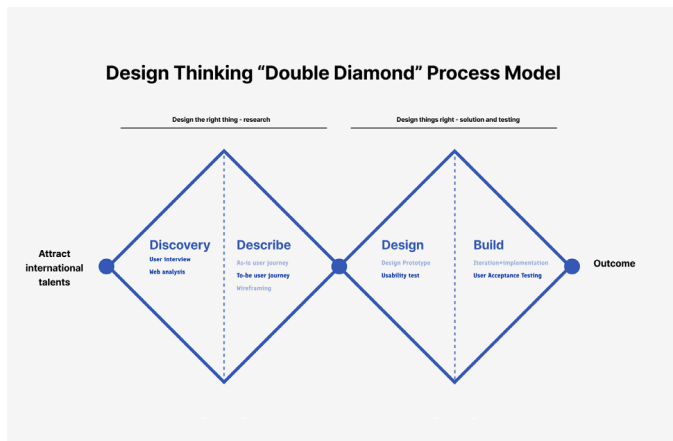 Design Thinking “Double Diamond” Process Model
Design the right thing - research
Design things right - solution and testing
Attract
international
talents
Discovery
User interview
Web analysis
Describe
As-is user journey
To-be user journey
Wireframing
Design
Design Prototype
Usability test
Build
Iteration+implementation
User Acceptance Testing
Outcome